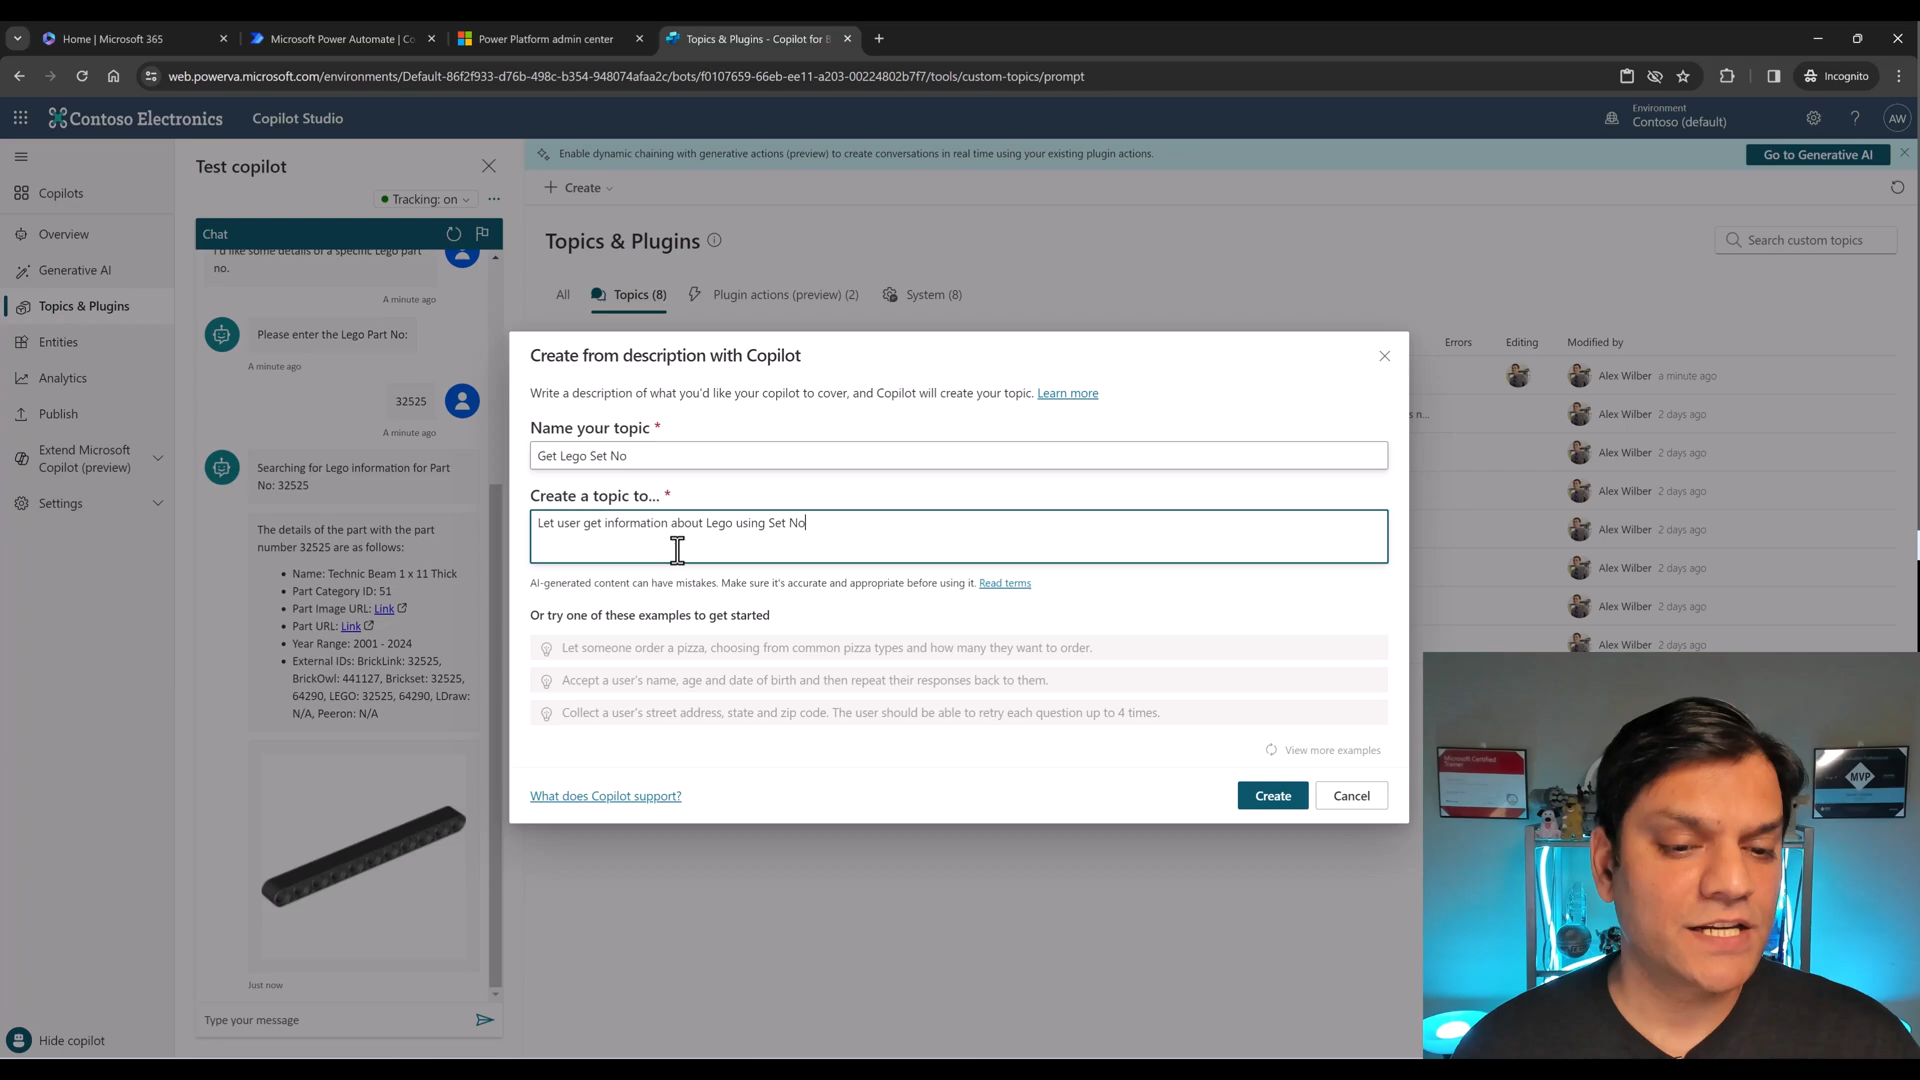 Home | Microsoft 365
Microsoft Power Automate | Co
Power Platform admin center
Topics & Plugins - Copilot for B
web.powerva.microsoft.com/environments/Default-86f2f933-d76b-498c-b354-948074afaa2c/bots/f0107659-66eb-ee11-a203-00224802b7f7/tools/custom-topics/prompt
Incognito
Contoso Electronics
Copilot Studio
Environment
Contoso (default)
AW
Copilots
Overview
Generative AI
Topics & Plugins
Entities
Analytics
Publish
Extend Microsoft
Copilot (preview)
Settings
Hide copilot
Test copilot
Tracking: on
Chat
I'd like some details of a specific Lego part
no.
A minute ago
Please enter the Lego Part No:
A minute ago
32525
A minute ago
Searching for Lego information for Part
No: 32525
The details of the part with the part
number 32525 are as follows:
Name: Technic Beam 1 x 11 Thick
Part Category ID: 51
Part Image URL: Link
Part URL: Link
Year Range: 2001 - 2024
External IDs: BrickLink: 32525,
BrickOwl: 441127, Brickset: 32525,
64290, LEGO: 32525, 64290, LDraw:
N/A, Peeron: N/A
Just now
Type your message
Enable dynamic chaining with generative actions (preview) to create conversations in real time using your existing plugin actions.
Go to Generative AI
Create
Topics & Plugins
Search custom topics
All
Topics (8)
Plugin actions (preview) (2)
System (8)
Errors
Editing
Modified by
Alex Wilber a minute ago
s n...
Alex Wilber 2 days ago
Alex Wilber 2 days ago
Alex Wilber 2 days ago
Alex Wilber 2 days ago
Alex Wilber 2 days ago
Alex Wilber 2 days ago
Alex Wilber 2 days ago
Create from description with Copilot
Write a description of what you'd like your copilot to cover, and Copilot will create your topic. Learn more
Name your topic *
Get Lego Set No
Create a topic to... *
Let user get information about Lego using Set No
AI-generated content can have mistakes. Make sure it's accurate and appropriate before using it. Read terms
Or try one of these examples to get started
Let someone order a pizza, choosing from common pizza types and how many they want to order.
Accept a user's name, age and date of birth and then repeat their responses back to them.
Collect a user's street address, state and zip code. The user should be able to retry each question up to 4 times.
View more examples
What does Copilot support?
Create
Cancel
Microsoft Certified
Trainer
MVP